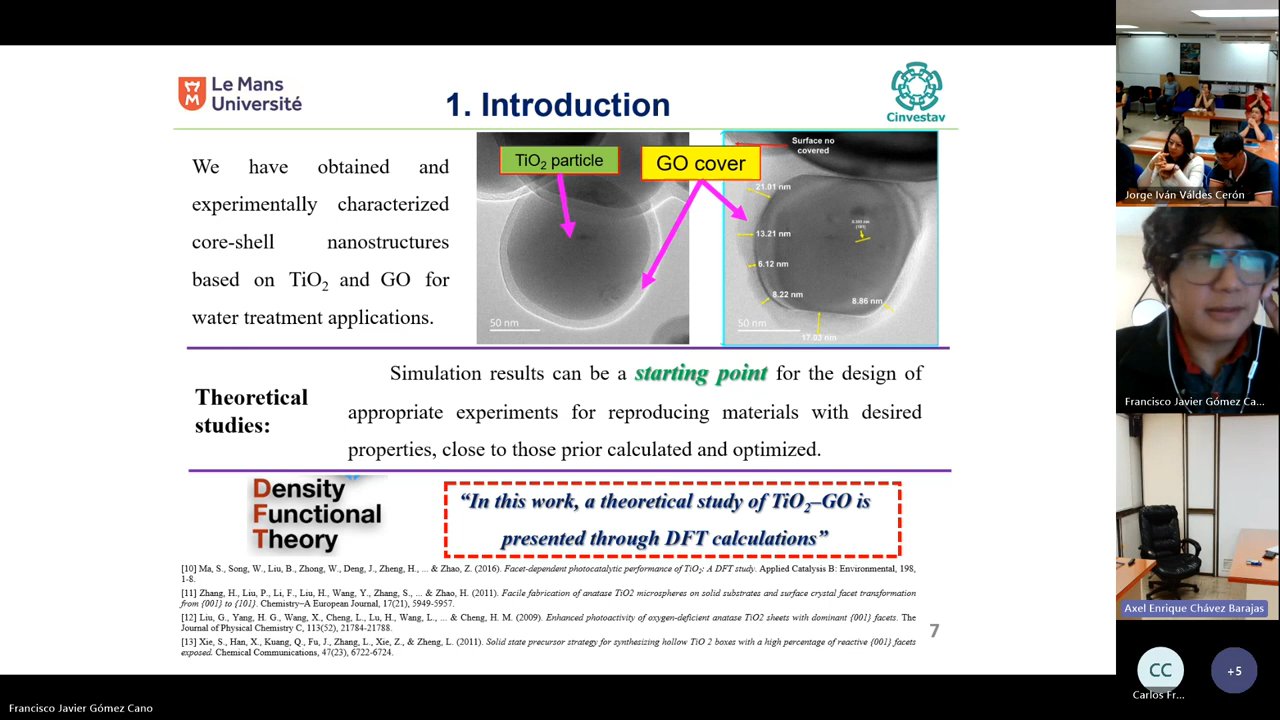 Le Mans
Université
1. Introduction
Cinvestav
We have obtained and
experimentally characterized
core-shell nanostructures
based on TiO₂ and GO for
water treatment applications.
TiO₂ particle
GO cover
50 nm
Surface no
covered
21.01 nm
13.21 nm
6.12 nm
8.22 nm
8.86 nm
17.03 nm
50 nm
Theoretical
studies:
Simulation results can be a starting point for the design of
appropriate experiments for reproducing materials with desired
properties, close to those prior calculated and optimized.
Density
Functional
Theory
“In this work, a theoretical study of TiO₂–GO is
presented through DFT calculations”
[10] Ma, S., Song, W., Liu, B., Zhong, W., Deng, J., Zheng, H., ... & Zhao, Z. (2016). Facet-dependent photocatalytic performance of TiO₂: A DFT study. Applied Catalysis B: Environmental, 198,
1-8.
[11] Zhang, H., Liu, P., Li, F., Liu, H., Wang, Y., Zhang, S., ... & Zhao, H. (2011). Facile fabrication of anatase TiO2 microspheres on solid substrates and surface crystal facet transformation
from {001} to {101}. Chemistry–A European Journal, 17(21), 5949-5957.
[12] Liu, G., Yang, H. G., Wang, X., Cheng, L., Lu, H., Wang, L., ... & Cheng, H. M. (2009). Enhanced photoactivity of oxygen-deficient anatase TiO2 sheets with dominant {001} facets. The
Journal of Physical Chemistry C, 113(52), 21784-21788.
[13] Xie, S., Han, X., Kuang, Q., Fu, J., Zhang, L., Xie, Z., & Zheng, L. (2011). Solid state precursor strategy for synthesizing hollow TiO 2 boxes with a high percentage of reactive {001} facets
exposed. Chemical Communications, 47(23), 6722-6724.
7
Jorge Iván Váldes Cerón
Francisco Javier Gómez Ca...
Axel Enrique Chávez Barajas
CC
Carlos Fr...
+5
Francisco Javier Gómez Cano